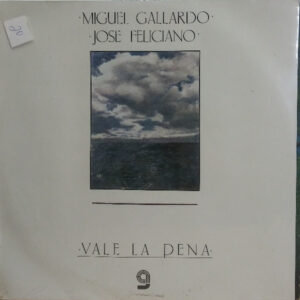 ·MIGUEL GALLARDO·
·JOSE FELICIANO·
·VALE LA PENA·
g